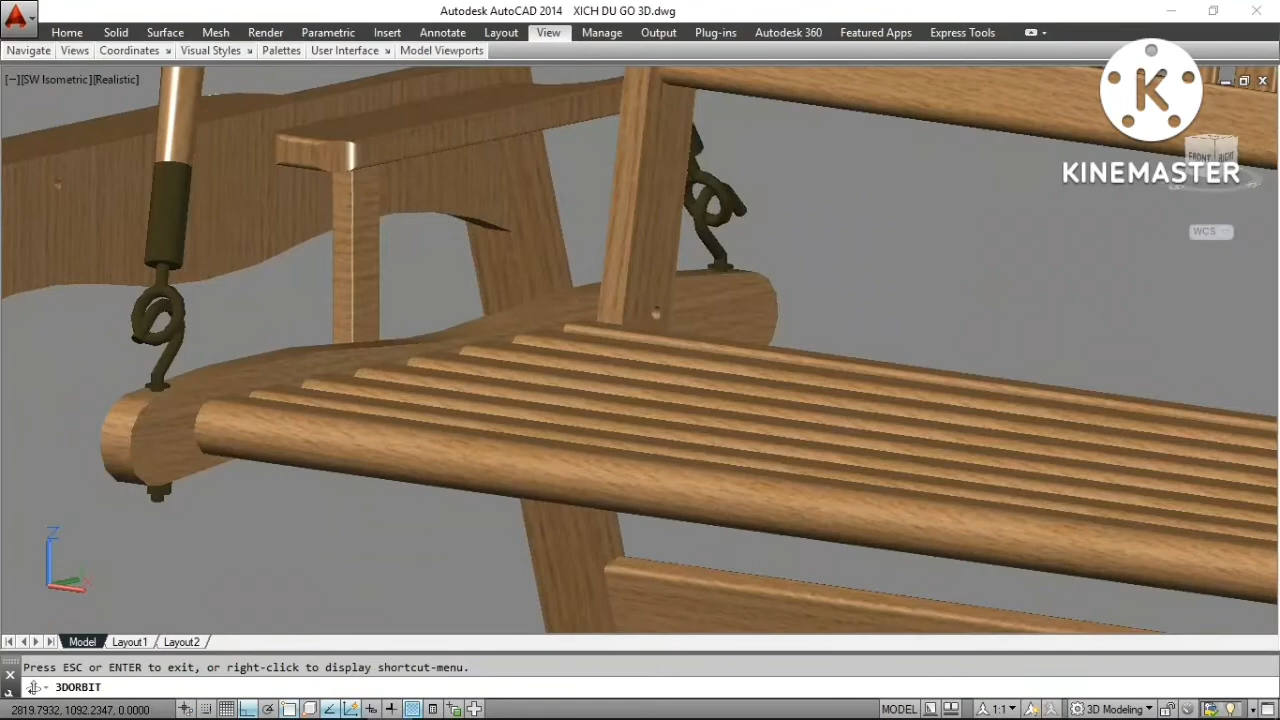 Autodesk AutoCAD 2014 XICH DU GO 3D.dwg
Home Solid Surface Mesh Render Parametric Insert Annotate Layout View Manage Output Plug-ins Autodesk 360 Featured Apps Express Tools
Navigate Views Coordinates Visual Styles Palettes User Interface Model Viewports
[−][SW Isometric][Realistic]
K
KINEMASTER
FRONT RIGHT
WCS
Z
X
Model Layout1 Layout2
Press ESC or ENTER to exit, or right-click to display shortcut-menu.
3DORBIT
2819.7932, 1092.2347, 0.0000 MODEL 1:1 3D Modeling